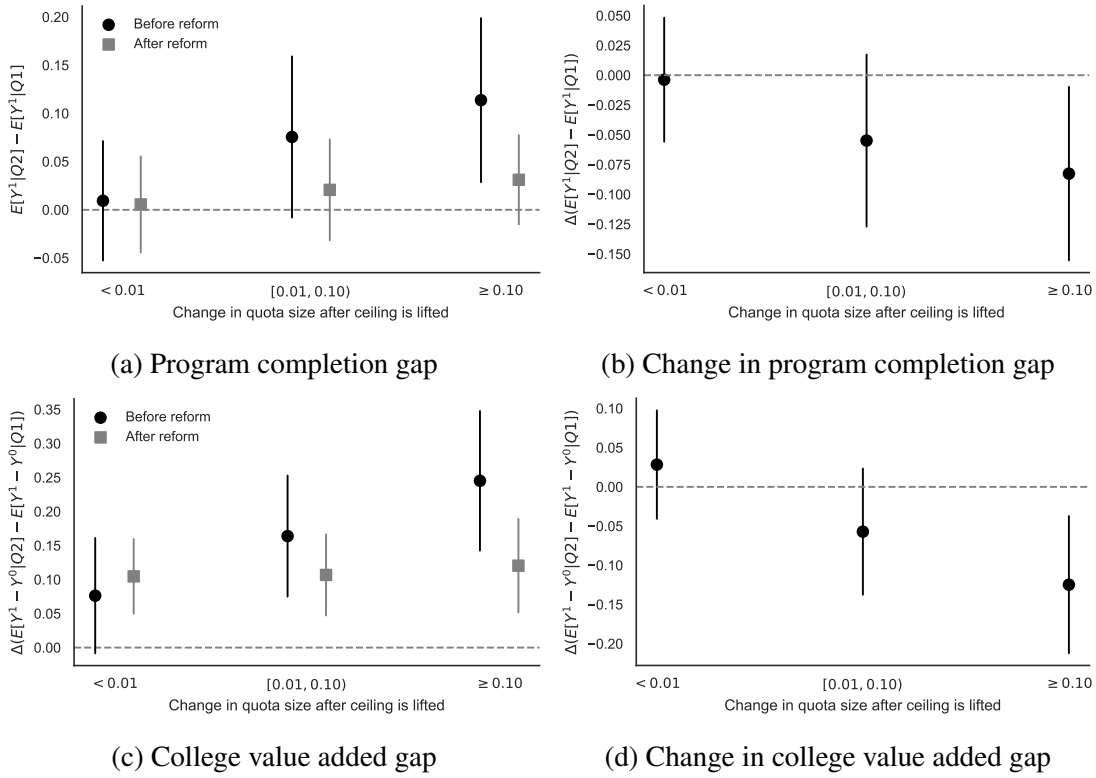 0.20
0.15
0.10
0.05
0.00
−0.05
E[Y¹|Q2] − E[Y¹|Q1]
Before reform
After reform
< 0.01
[0.01, 0.10)
≥ 0.10
Change in quota size after ceiling is lifted
(a) Program completion gap
0.050
0.025
0.000
−0.025
−0.050
−0.075
−0.100
−0.125
−0.150
Δ(E[Y¹|Q2] − E[Y¹|Q1])
< 0.01
[0.01, 0.10)
≥ 0.10
Change in quota size after ceiling is lifted
(b) Change in program completion gap
0.35
0.30
0.25
0.20
0.15
0.10
0.05
0.00
Δ(E[Y¹ − Y⁰|Q2] − E[Y¹ − Y⁰|Q1])
Before reform
After reform
< 0.01
[0.01, 0.10)
≥ 0.10
Change in quota size after ceiling is lifted
(c) College value added gap
0.10
0.05
0.00
−0.05
−0.10
−0.15
−0.20
Δ(E[Y¹ − Y⁰|Q2] − E[Y¹ − Y⁰|Q1])
< 0.01
[0.01, 0.10)
≥ 0.10
Change in quota size after ceiling is lifted
(d) Change in college value added gap